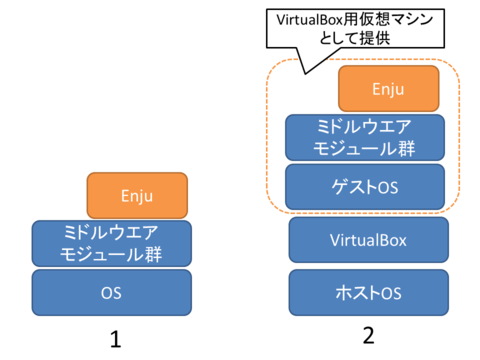 VirtualBox用仮想マシン
として提供
Enju
ミドルウエア
モジュール群
ゲストOS
VirtualBox
ホストOS
2
Enju
ミドルウエア
モジュール群
OS
1